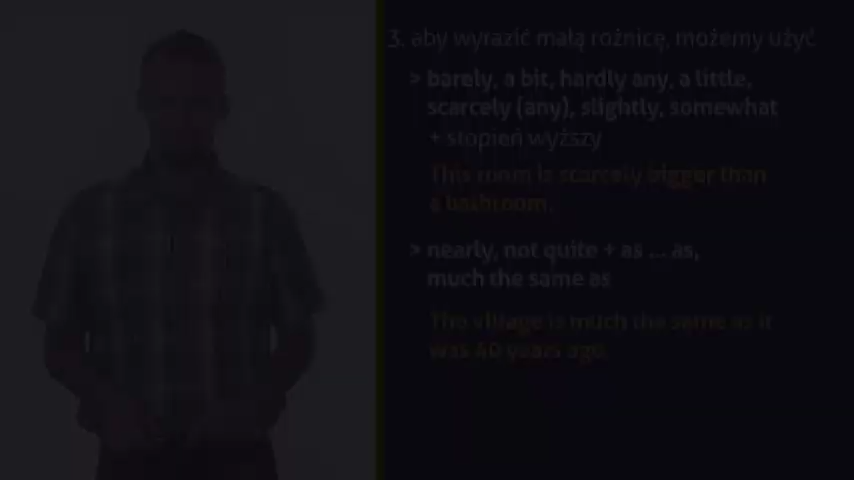 3. aby wyrazić małą różnicę, możemy użyć
> barely, a bit, hardly any, a little,
scarcely (any), slightly, somewhat
+ stopień wyższy
This room is scarcely bigger than
a bathroom.
> nearly, not quite + as ... as,
much the same as
The village is much the same as it
was 40 years ago.